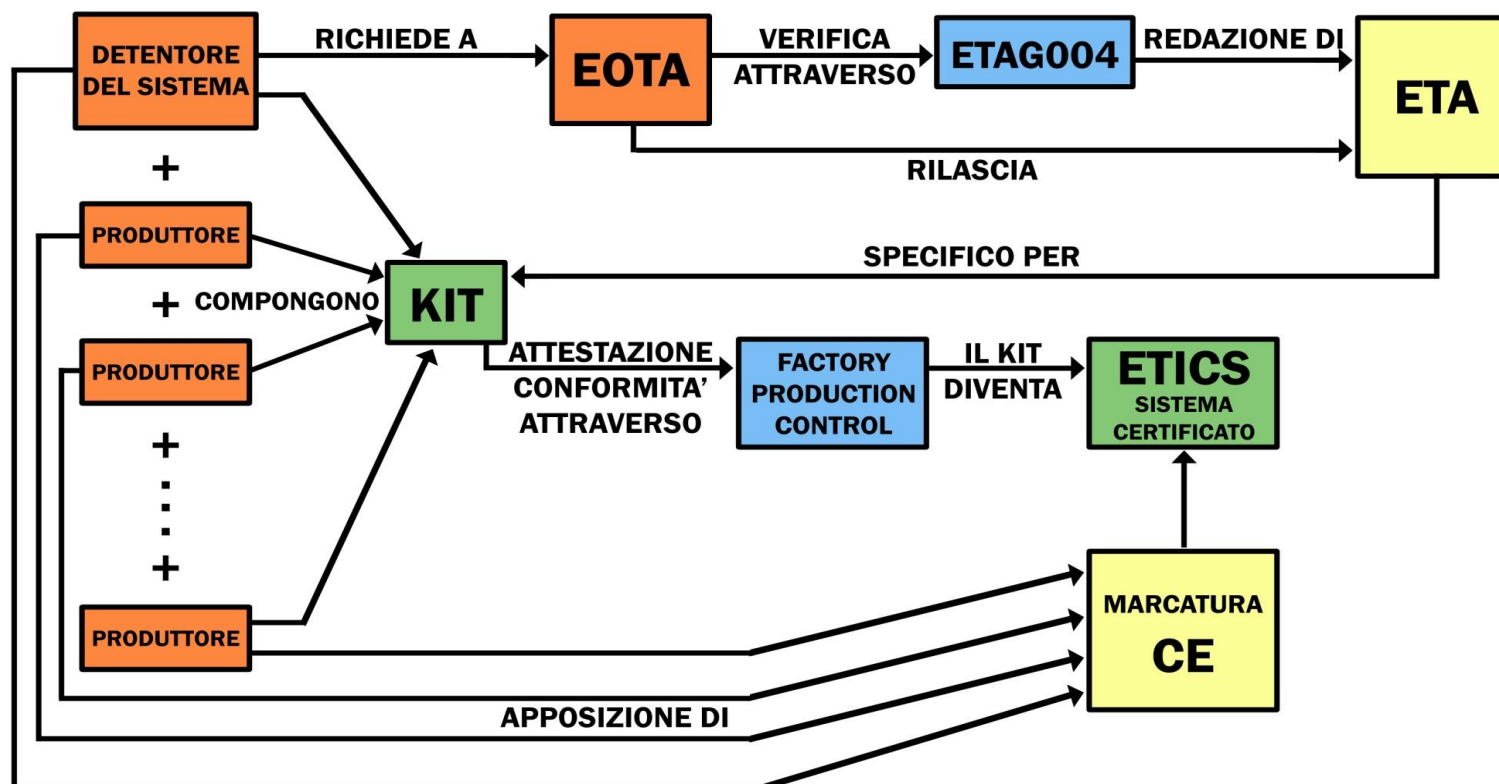 DETENTORE
DEL SISTEMA
RICHIEDE A
EOTA
VERIFICA
ATTRAVERSO
ETAG004
REDAZIONE DI
ETA
RILASCIA
+
PRODUTTORE
SPECIFICO PER
+
COMPONGONO
KIT
PRODUTTORE
ATTESTAZIONE
CONFORMITA'
ATTRAVERSO
FACTORY
PRODUCTION
CONTROL
IL KIT
DIVENTA
ETICS
SISTEMA
CERTIFICATO
+
+
PRODUTTORE
MARCATURA
CE
APPOSIZIONE DI